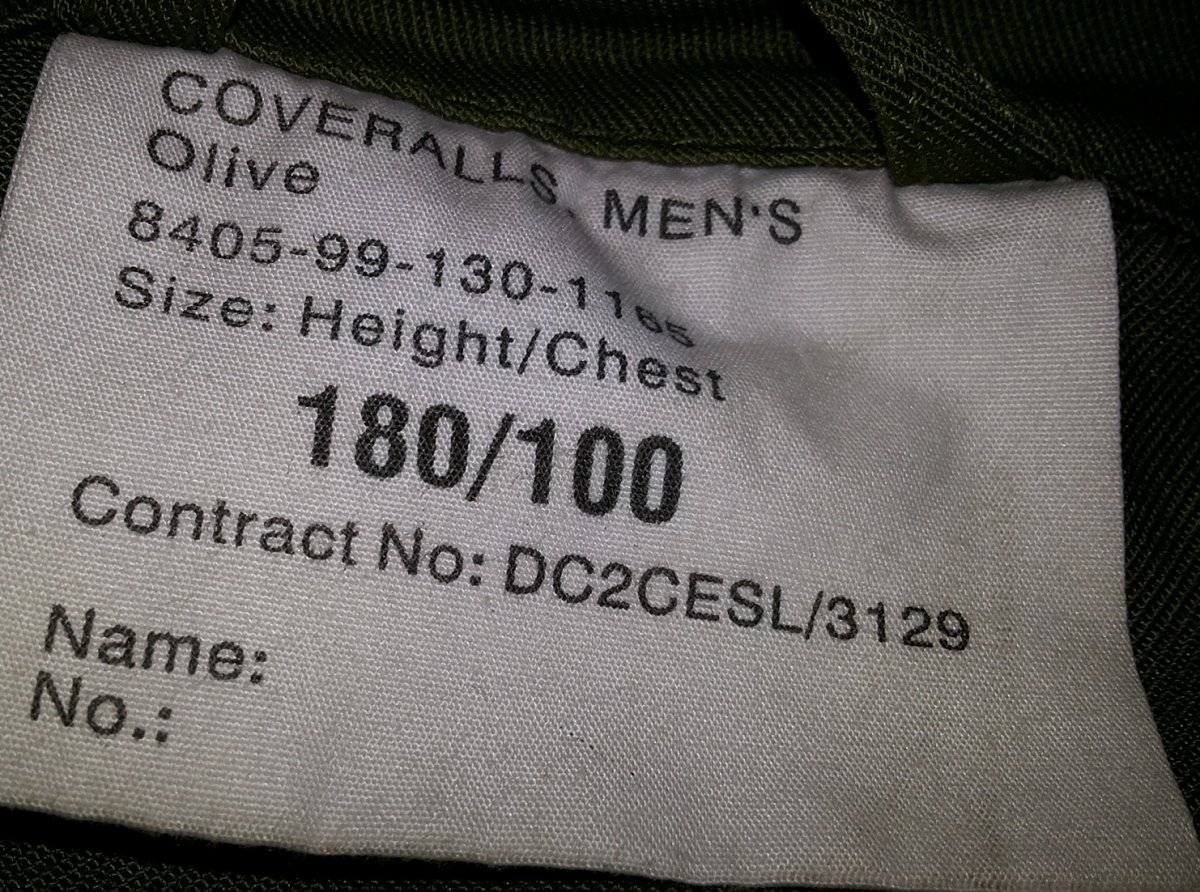 COVERALLS, MEN'S
Olive
8405-99-130-1165
Size: Height/Chest
180/100
Contract No: DC2CESL/3129
Name:
No.: